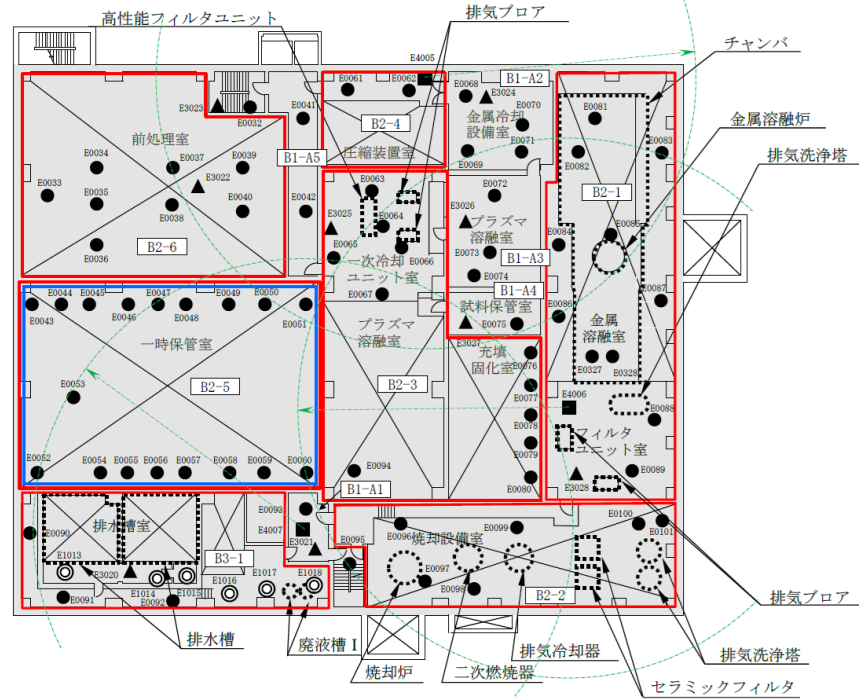 高性能フィルタユニット
排気ブロア
チャンバ
金属溶融炉
排気洗浄塔
E4005
E0061
E0062
B1-A2
E0068
E3024
E0070
E0081
E3023
E0032
E0041
B2-4
金属冷却
設備室
E0071
E0069
E0082
E0083
前処理室
圧縮装置室
B1-A5
E0034
E0037
E0039
E0033
E0035
E3022
E0038
E0040
E0042
E0036
B2-6
E0063
E0064
E3025
E0065
E0066
一次冷却
ユニット室
E0067
E0072
E3026
プラズマ
溶融室
E0073
B1-A3
E0074
B1-A4
試料保管室
E0075
E3027
B2-1
E0084
E0085
E0086
E0087
金属
溶融室
E0327
E0328
E0043
E0044
E0045
E0046
E0047
E0048
E0049
E0050
E0051
一時保管室
B2-5
E0053
E0052
E0054
E0055
E0056
E0057
E0058
E0059
E0060
プラズマ
溶融室
B2-3
E0094
充填
固化室
E0076
E0077
E0078
E0079
E0080
E4006
E0088
フィルタ
ユニット室
E3028
E0089
B1-A1
E0093
E4007
E3021
E0095
E0090
排水槽室
B3-1
E1013
E3020
E1014
E1015
E1016
E1017
E1018
E0091
E0092
E0096
焼却設備室
E0099
E0100
E0101
E0097
E0098
B2-2
排水槽
廃液槽Ⅰ
焼却炉
二次燃焼器
排気冷却器
排気ブロア
排気洗浄塔
セラミックフィルタ